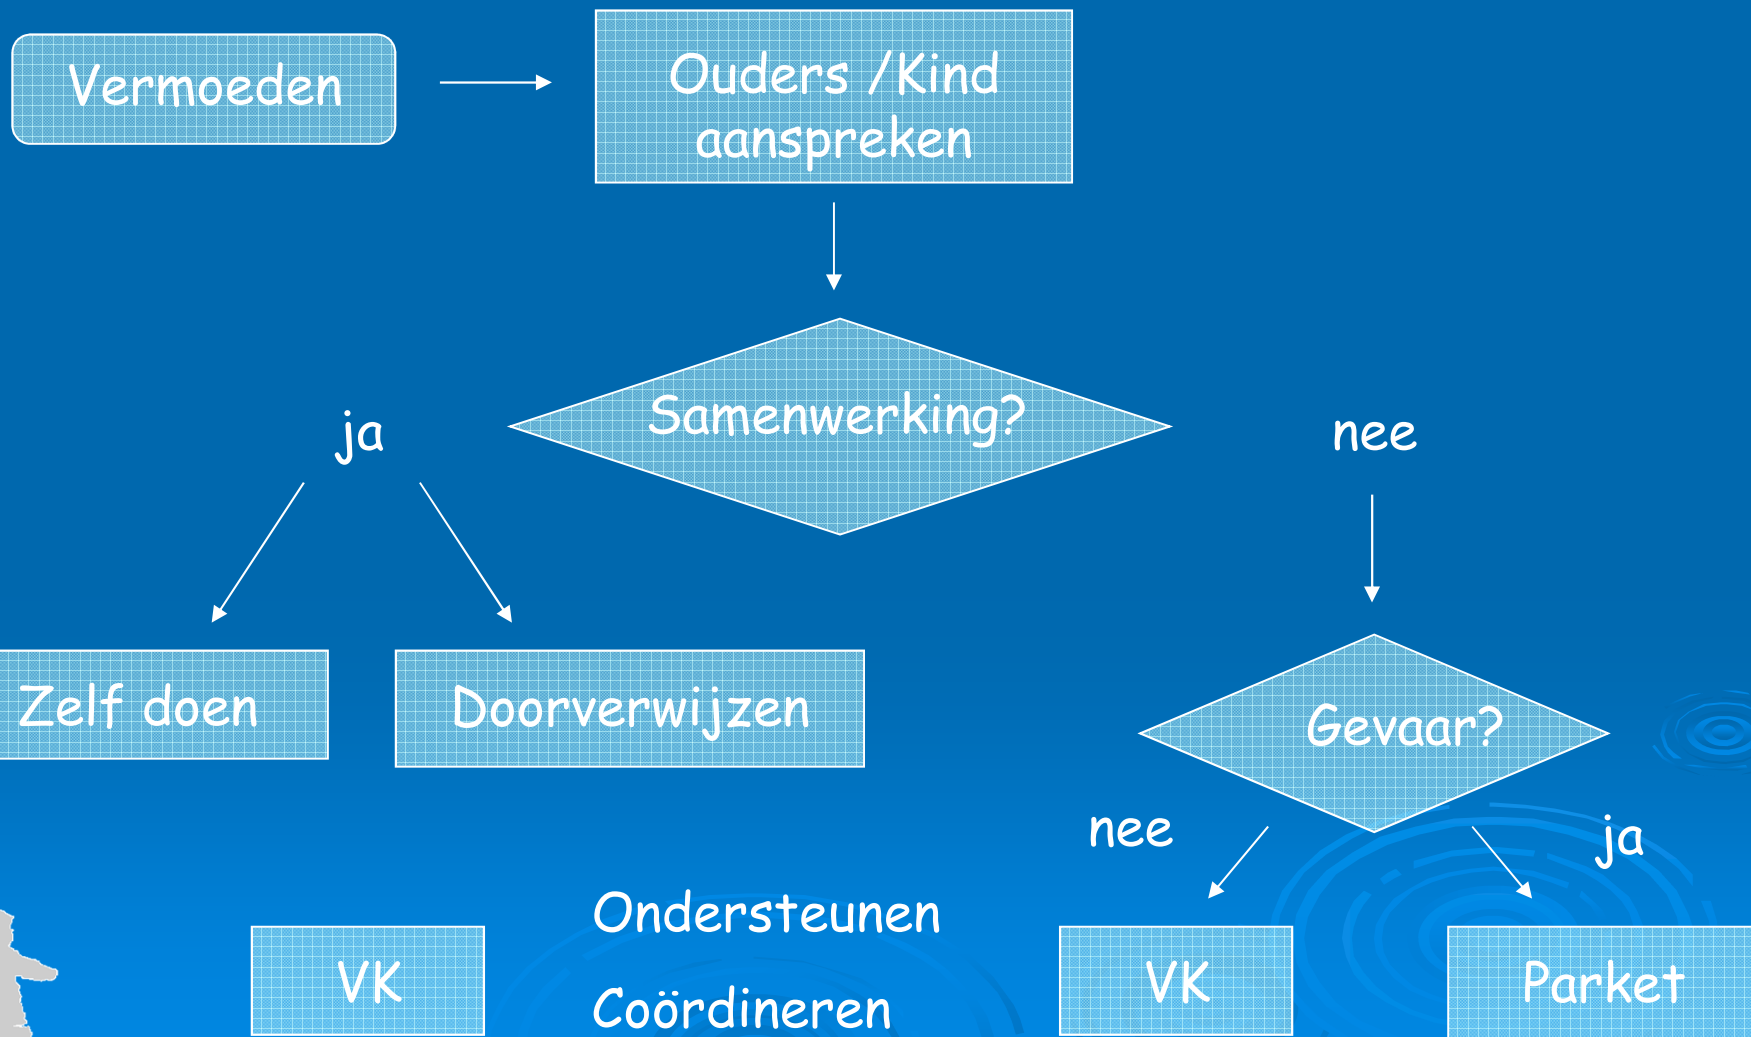 Vermoeden
Ouders /Kind
aanspreken
Samenwerking?
ja
nee
Zelf doen
Doorverwijzen
Gevaar?
nee
ja
Ondersteunen
VK
Coördineren
VK
Parket